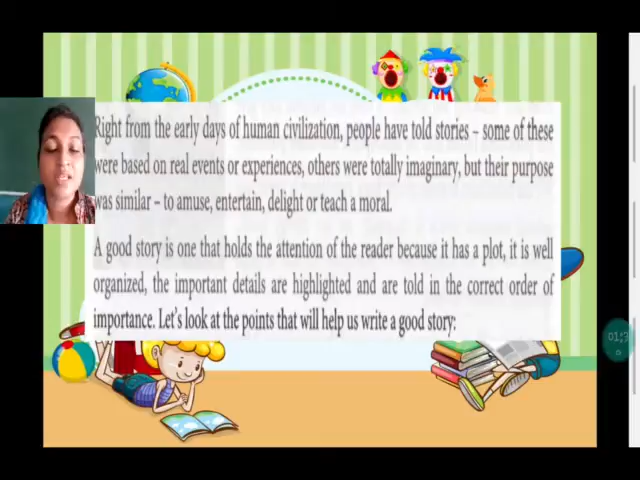 Right from the early days of human civilization, people have told stories – some of these
were based on real events or experiences, others were totally imaginary, but their purpose
was similar – to amuse, entertain, delight or teach a moral.
A good story is one that holds the attention of the reader because it has a plot, it is well
organized, the important details are highlighted and are told in the correct order of
importance. Let's look at the points that will help us write a good story: